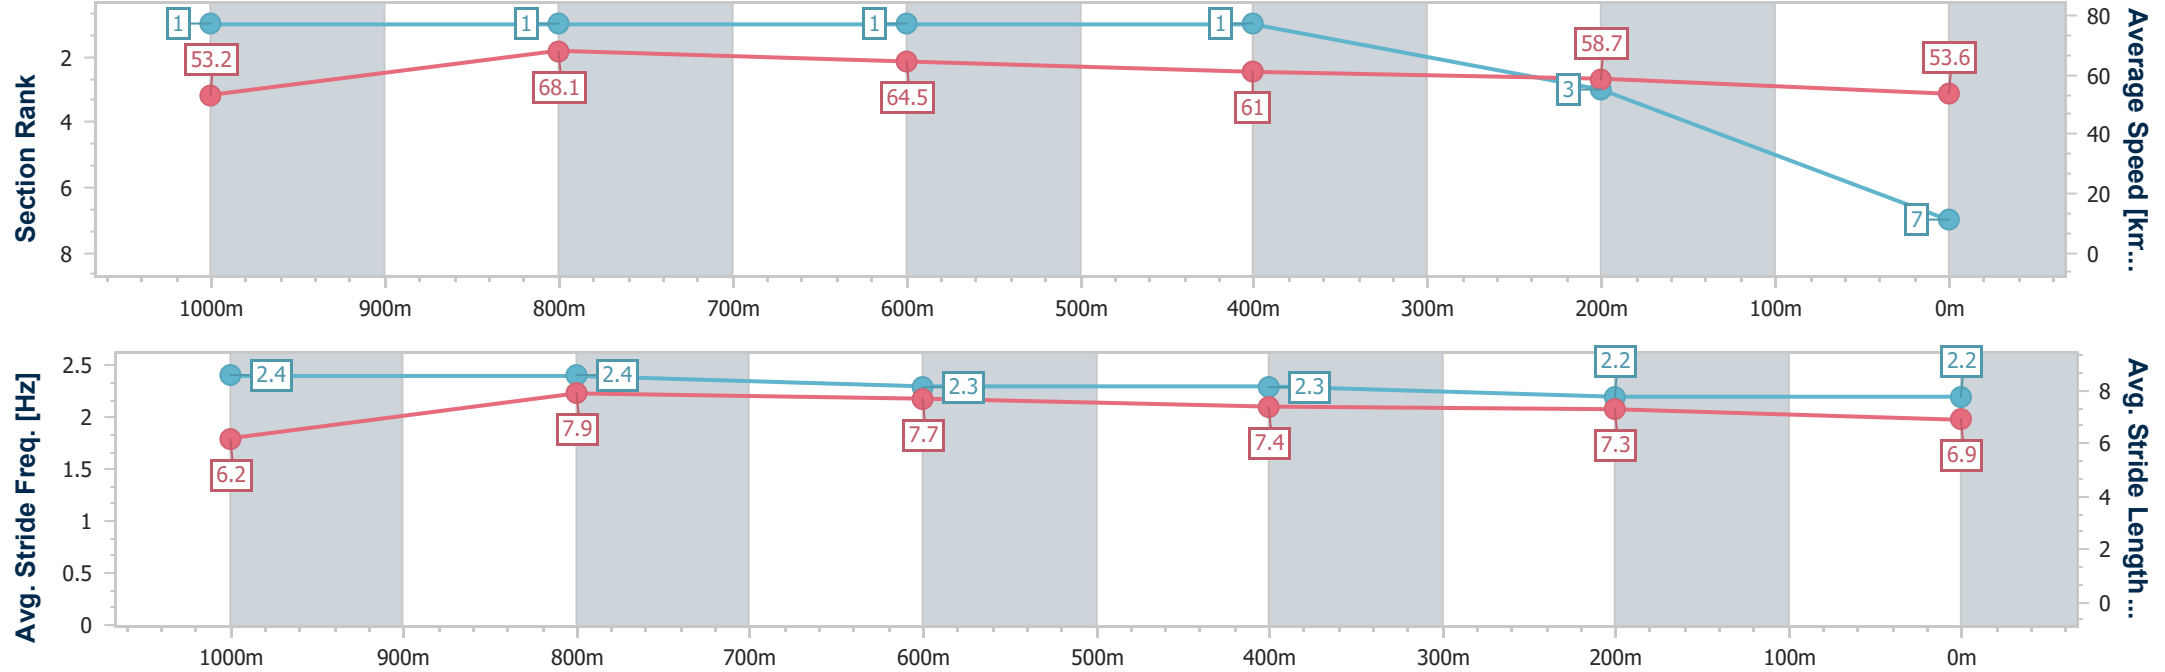 Section Rank
2
4
6
8
1
1
1
1
3
7
53.2
68.1
64.5
61
58.7
53.6
80
60
40
20
0
Average Speed [km...
1000m
900m
800m
700m
600m
500m
400m
300m
200m
100m
0m
Avg. Stride Freq. [Hz]
2.5
2
1.5
1
0.5
0
2.4
2.4
2.3
2.3
2.2
2.2
6.2
7.9
7.7
7.4
7.3
6.9
8
6
4
2
0
Avg. Stride Length ...
1000m
900m
800m
700m
600m
500m
400m
300m
200m
100m
0m